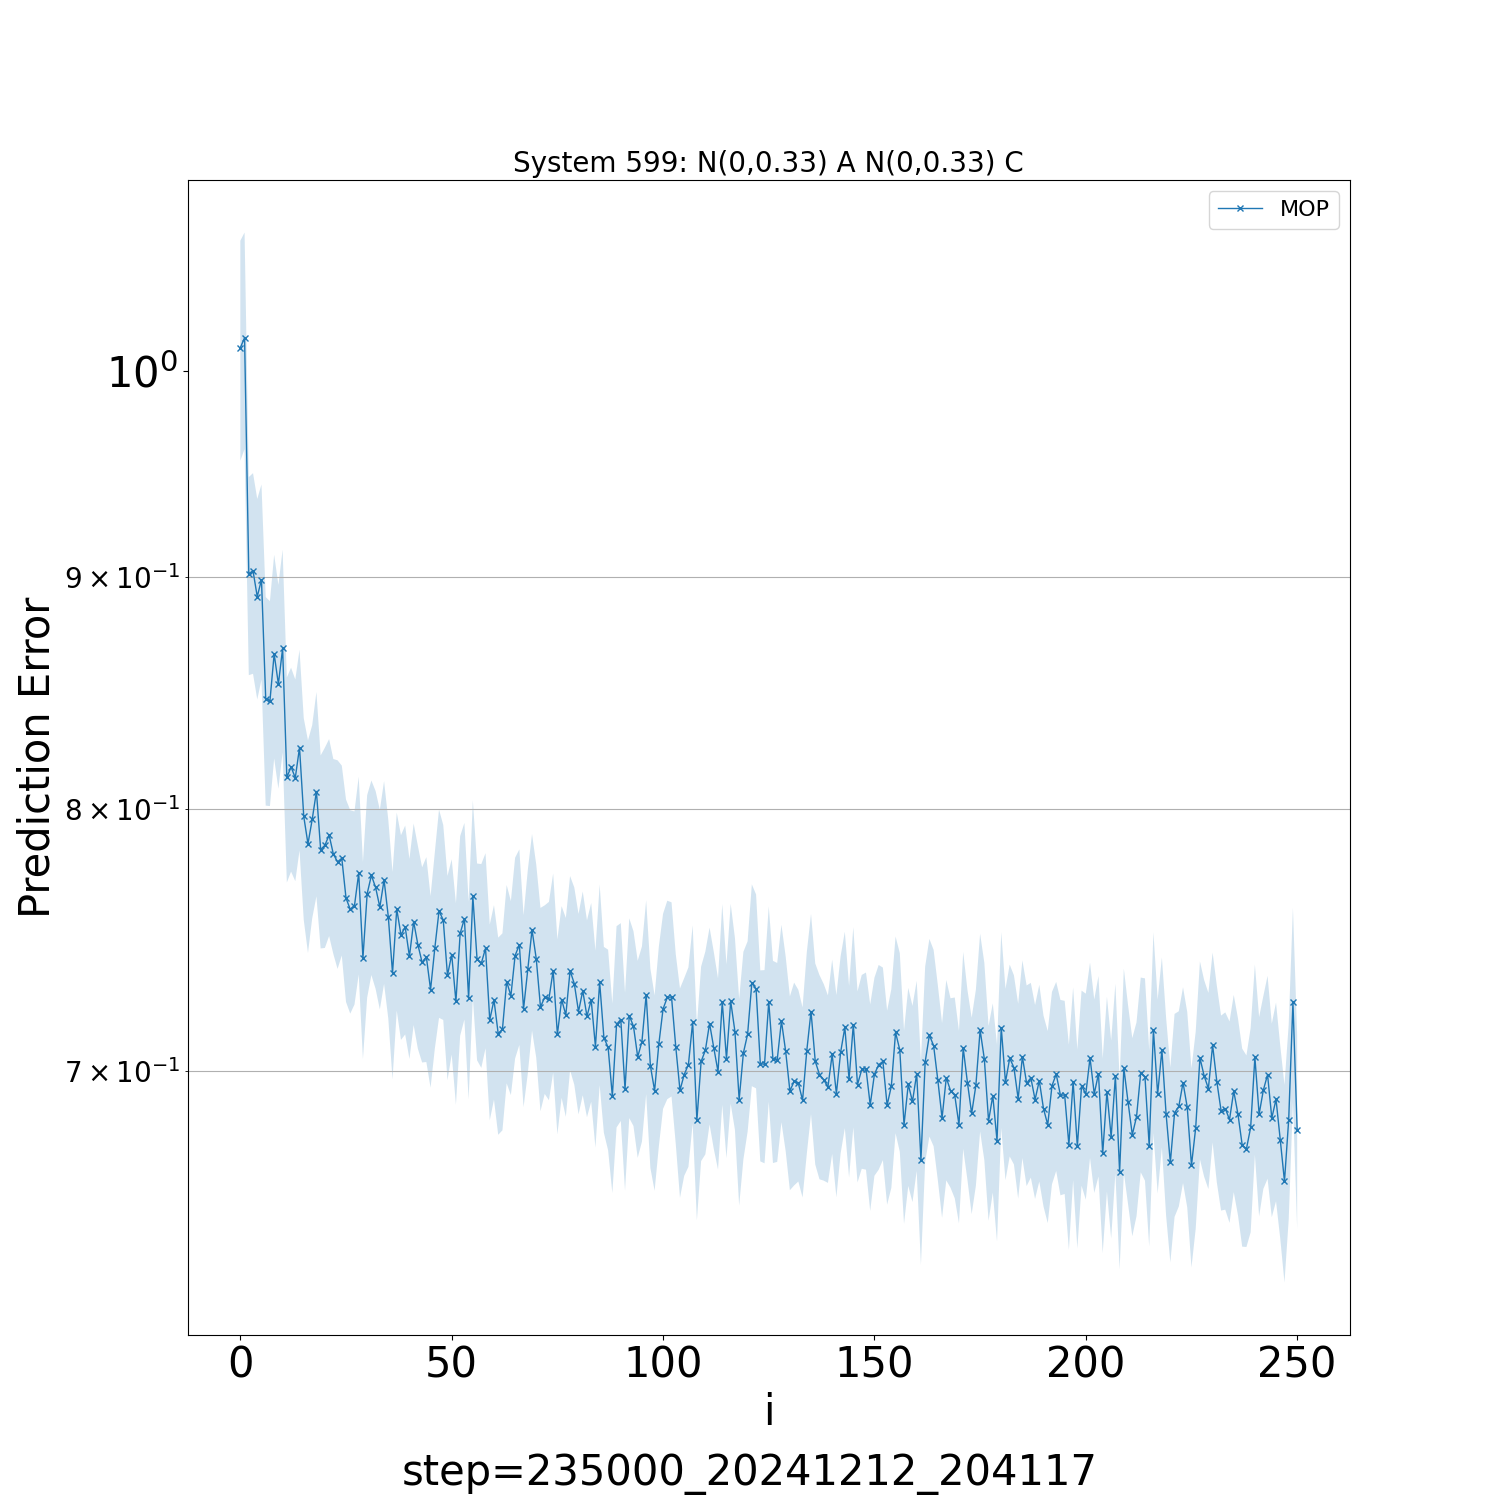 System 599: N(0,0.33) A N(0,0.33) C
MOP
10⁰
9 × 10⁻¹
8 × 10⁻¹
7 × 10⁻¹
Prediction Error
0 50 100 150 200 250
i
step=235000_20241212_204117